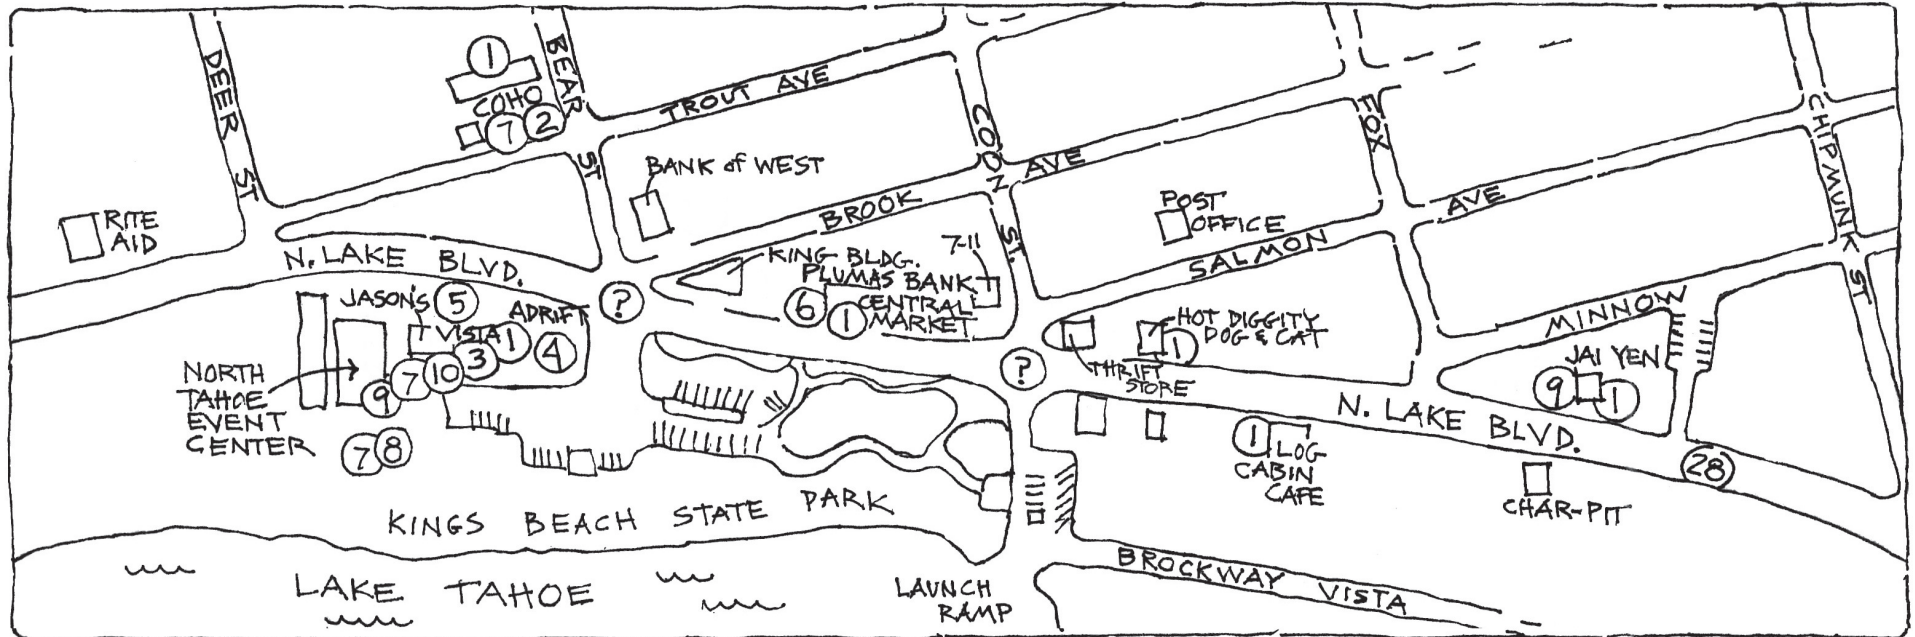 DEER ST
1
COHO
7 2
BEAR ST
TROUT AVE
COON ST.
FOX
CHIPMUNK ST
RITE
AID
BANK of WEST
BROOK AVE
POST
OFFICE
SALMON AVE
N. LAKE BLVD.
KING BLDG.
7-11
PLUMAS BANK
6
1
CENTRAL
MARKET
MINNOW
JASON'S
5
ADRIFT
?
VISTA
1
3
4
7
10
9
NORTH
TAHOE
EVENT
CENTER
7 8
?
HOT DIGGITY
DOG & CAT
1
THRIFT
STORE
JAI YEN
9
1
N. LAKE BLVD.
1
LOG
CABIN
CAFE
28
CHAR-PIT
KINGS BEACH STATE PARK
LAKE TAHOE
LAUNCH
RAMP
BROCKWAY VISTA